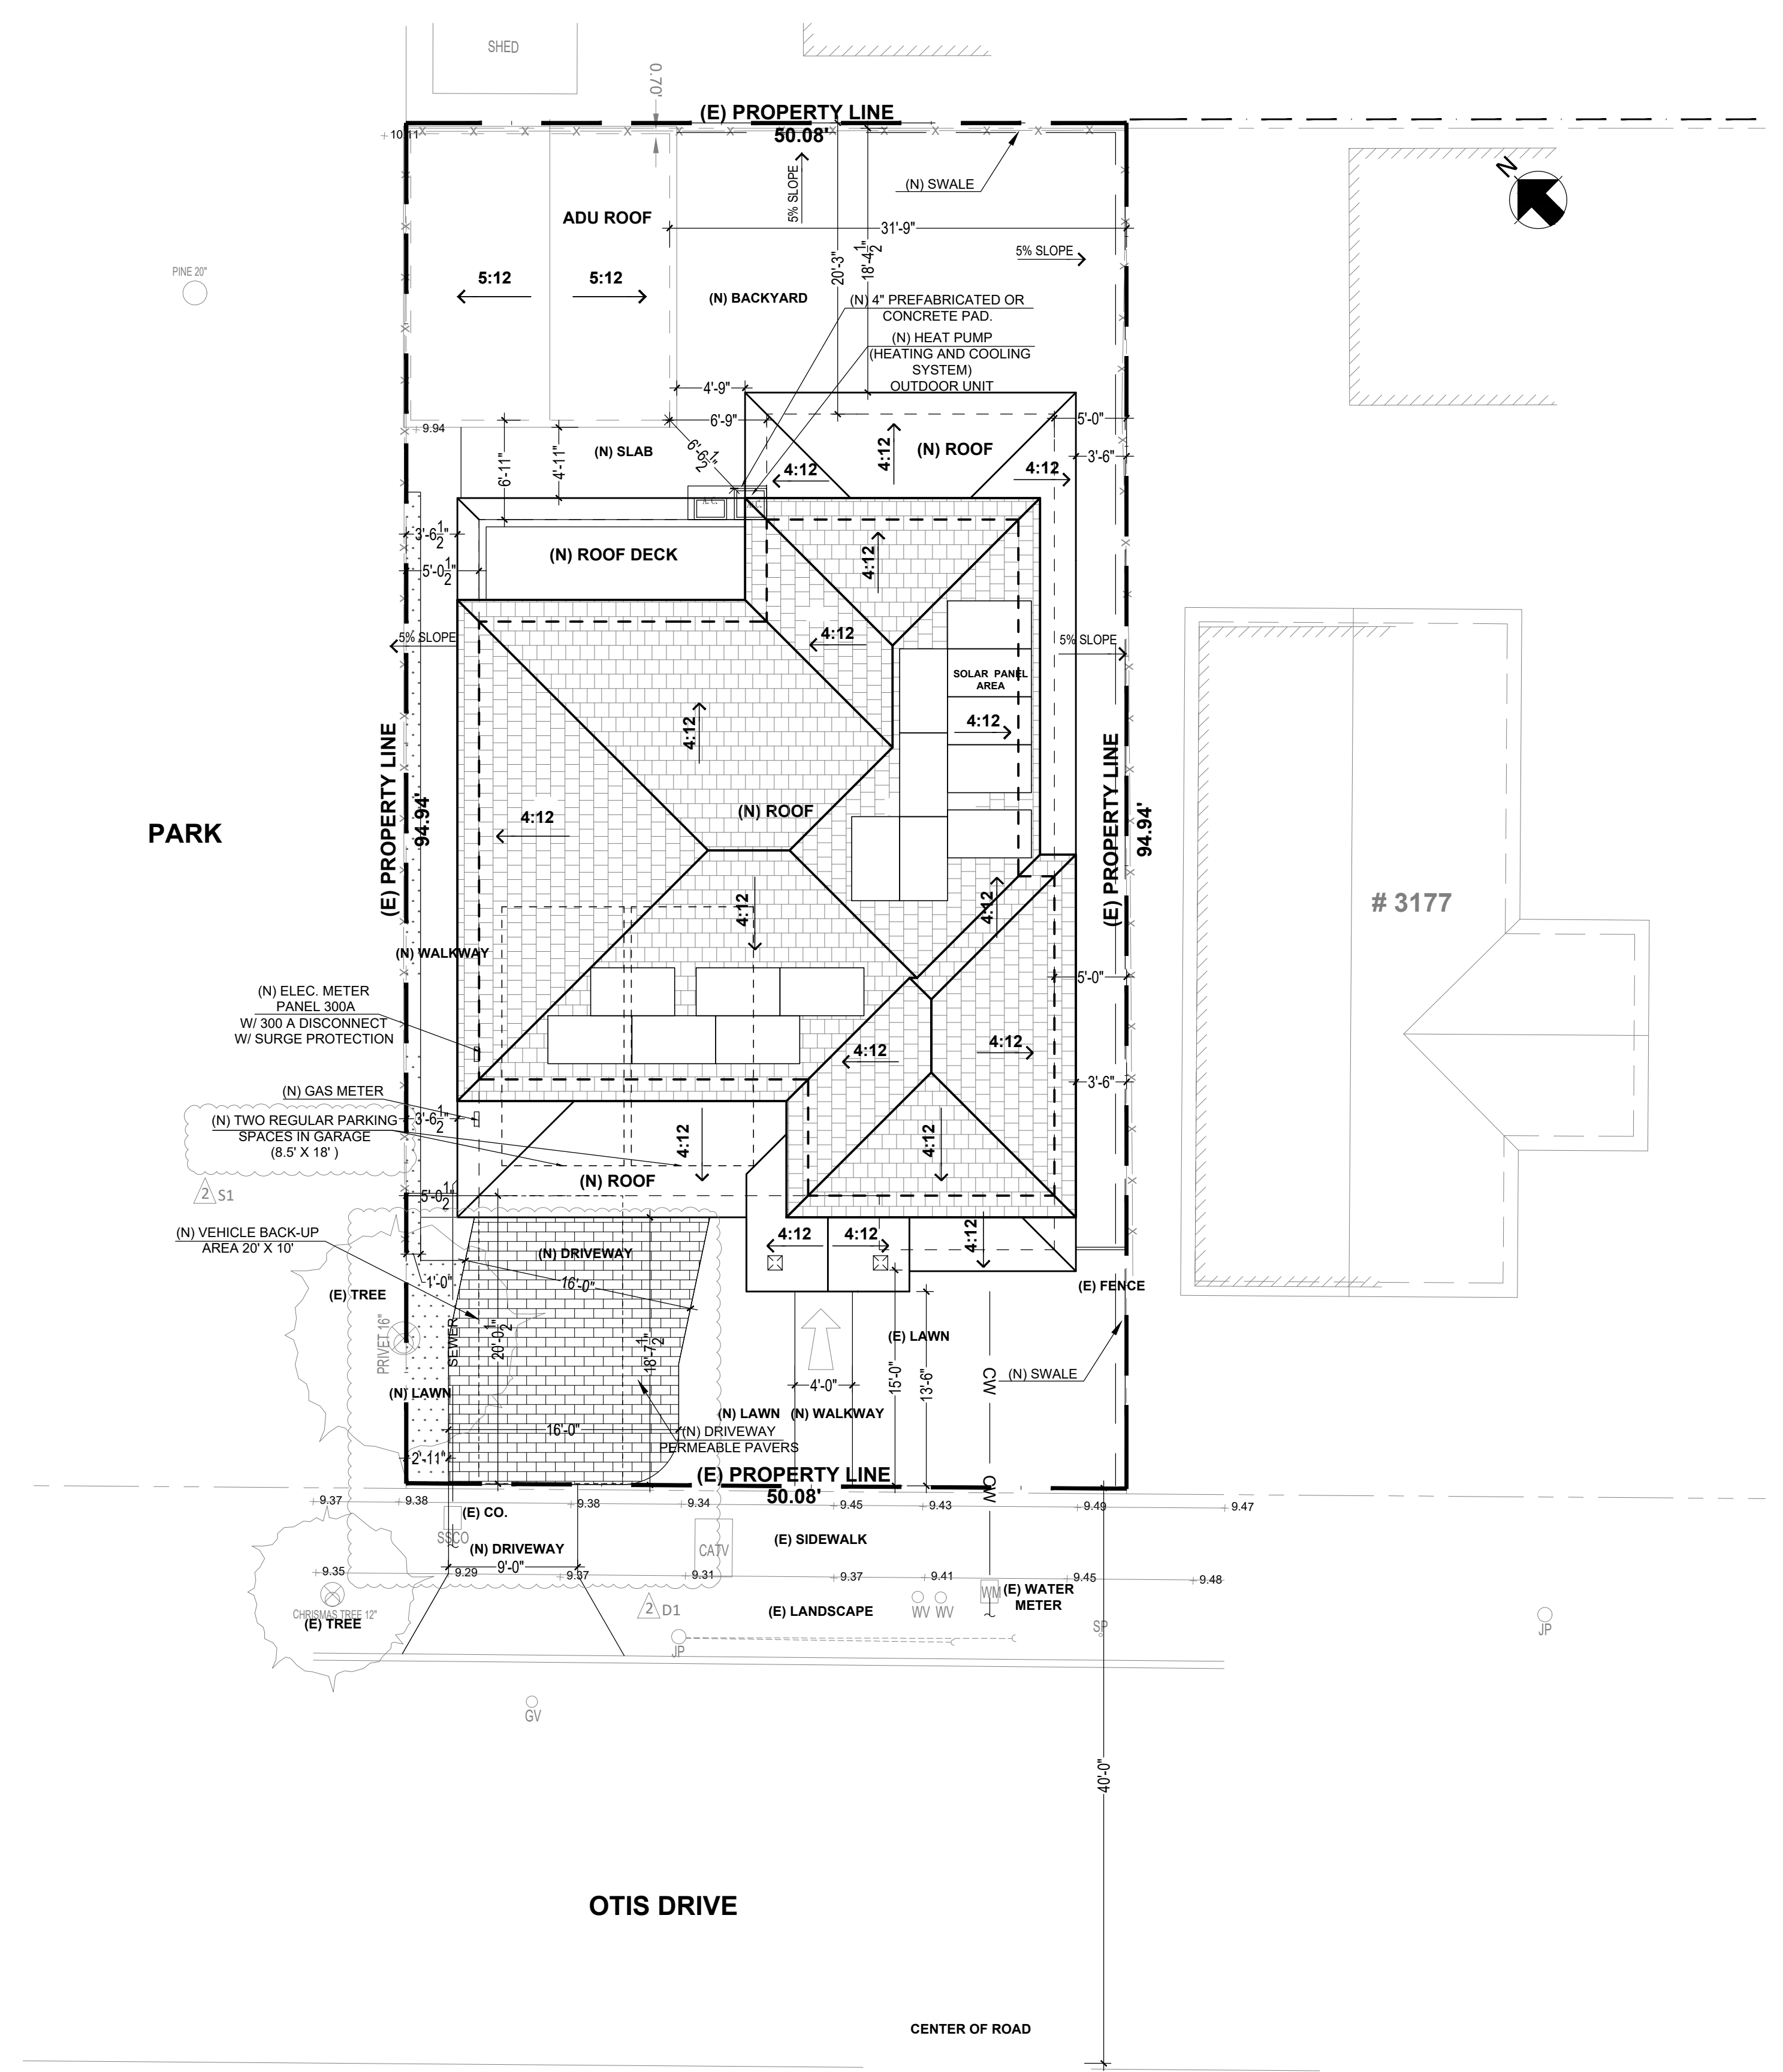 SHED
0.70'
(E) PROPERTY LINE
50.08'
10.11
N
(N) SWALE
5% SLOPE
ADU ROOF
31'-9"
20'-3"
18'-4 1/2"
5% SLOPE
PINE 20"
5:12
5:12
(N) BACKYARD
(N) 4" PREFABRICATED OR
CONCRETE PAD.
(N) HEAT PUMP
(HEATING AND COOLING
SYSTEM)
OUTDOOR UNIT
4'-9"
6'-9"
5'-0"
9.94
(N) SLAB
6'-11"
4'-11"
6'-6 1/2"
4:12
(N) ROOF
3'-6"
4:12
4:12
3'-6 1/2"
(N) ROOF DECK
4:12
5'-0 1/2"
5% SLOPE
4:12
5% SLOPE
SOLAR PANEL
AREA
4:12
4:12
(E) PROPERTY LINE
94.94'
(E) PROPERTY LINE
94.94'
PARK
4:12
(N) ROOF
# 3177
4:12
4:12
(N) WALKWAY
5'-0"
(N) ELEC. METER
PANEL 300A
W/ 300 A DISCONNECT
W/ SURGE PROTECTION
4:12
4:12
3'-6"
(N) GAS METER
3'-6 1/2"
(N) TWO REGULAR PARKING
SPACES IN GARAGE
(8.5' X 18' )
4:12
4:12
(N) ROOF
2
S1
5'-0 1/2"
(N) VEHICLE BACK-UP
AREA 20' X 10'
4:12
4:12
4:12
(N) DRIVEWAY
1'-0"
16'-0"
(E) TREE
(E) FENCE
PRIVET 16"
SEWER
20'-0 1/2"
18'-7 1/2"
(E) LAWN
15'-0"
13'-6"
CW
(N) SWALE
4'-0"
(N) LAWN
(N) LAWN
(N) WALKWAY
16'-0"
(N) DRIVEWAY
PERMEABLE PAVERS
2'-11"
(E) PROPERTY LINE
50.08'
CW
9.37
9.38
9.38
9.34
9.45
9.43
9.49
9.47
(E) CO.
SSCO
(E) SIDEWALK
(N) DRIVEWAY
CATV
9'-0"
9.35
9.29
9.37
9.31
9.37
9.41
9.45
9.48
WM
(E) WATER
METER
CHRISMAS TREE 12"
(E) TREE
2
D1
(E) LANDSCAPE
WV
WV
SP
JP
JP
GV
40'-0"
OTIS DRIVE
CENTER OF ROAD